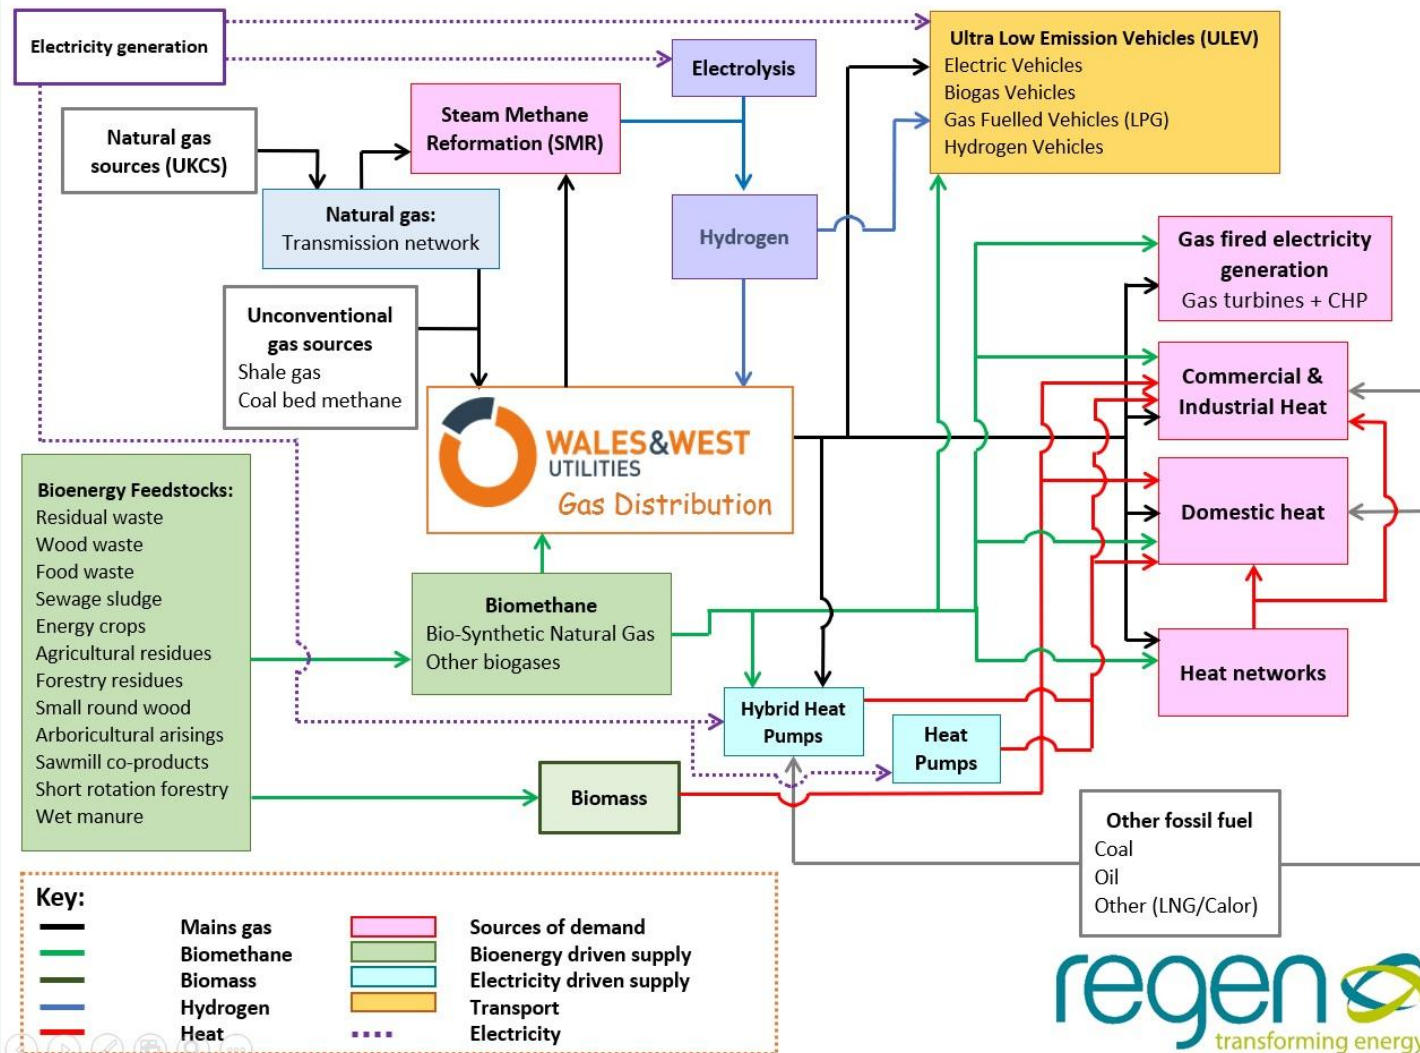 Electricity generation
Natural gas
sources (UKCS)
Steam Methane
Reformation (SMR)
Electrolysis
Ultra Low Emission Vehicles (ULEV)
Electric Vehicles
Biogas Vehicles
Gas Fuelled Vehicles (LPG)
Hydrogen Vehicles
Natural gas:
Transmission network
Hydrogen
Gas fired electricity
generation
Gas turbines + CHP
Unconventional
gas sources
Shale gas
Coal bed methane
Commercial &
Industrial Heat
WALES&WEST
UTILITIES
Gas Distribution
Domestic heat
Bioenergy Feedstocks:
Residual waste
Wood waste
Food waste
Sewage sludge
Energy crops
Agricultural residues
Forestry residues
Small round wood
Arboricultural arisings
Sawmill co-products
Short rotation forestry
Wet manure
Biomethane
Bio-Synthetic Natural Gas
Other biogases
Heat networks
Hybrid Heat
Pumps
Heat
Pumps
Biomass
Other fossil fuel
Coal
Oil
Other (LNG/Calor)
Key:
Mains gas
Biomethane
Biomass
Hydrogen
Heat
Sources of demand
Bioenergy driven supply
Electricity driven supply
Transport
Electricity
regen
transforming energy